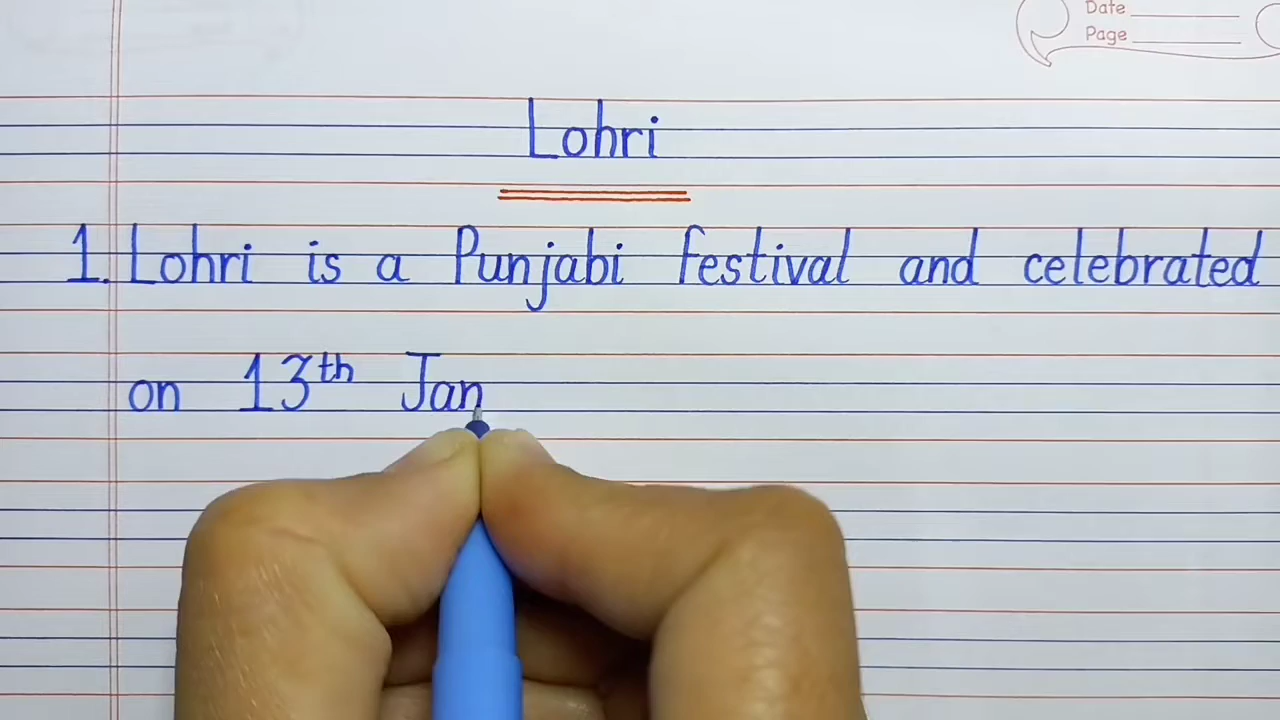 Date
Page
Lohri
1. Lohri is a Punjabi festival and celebrated
on 13th Jan